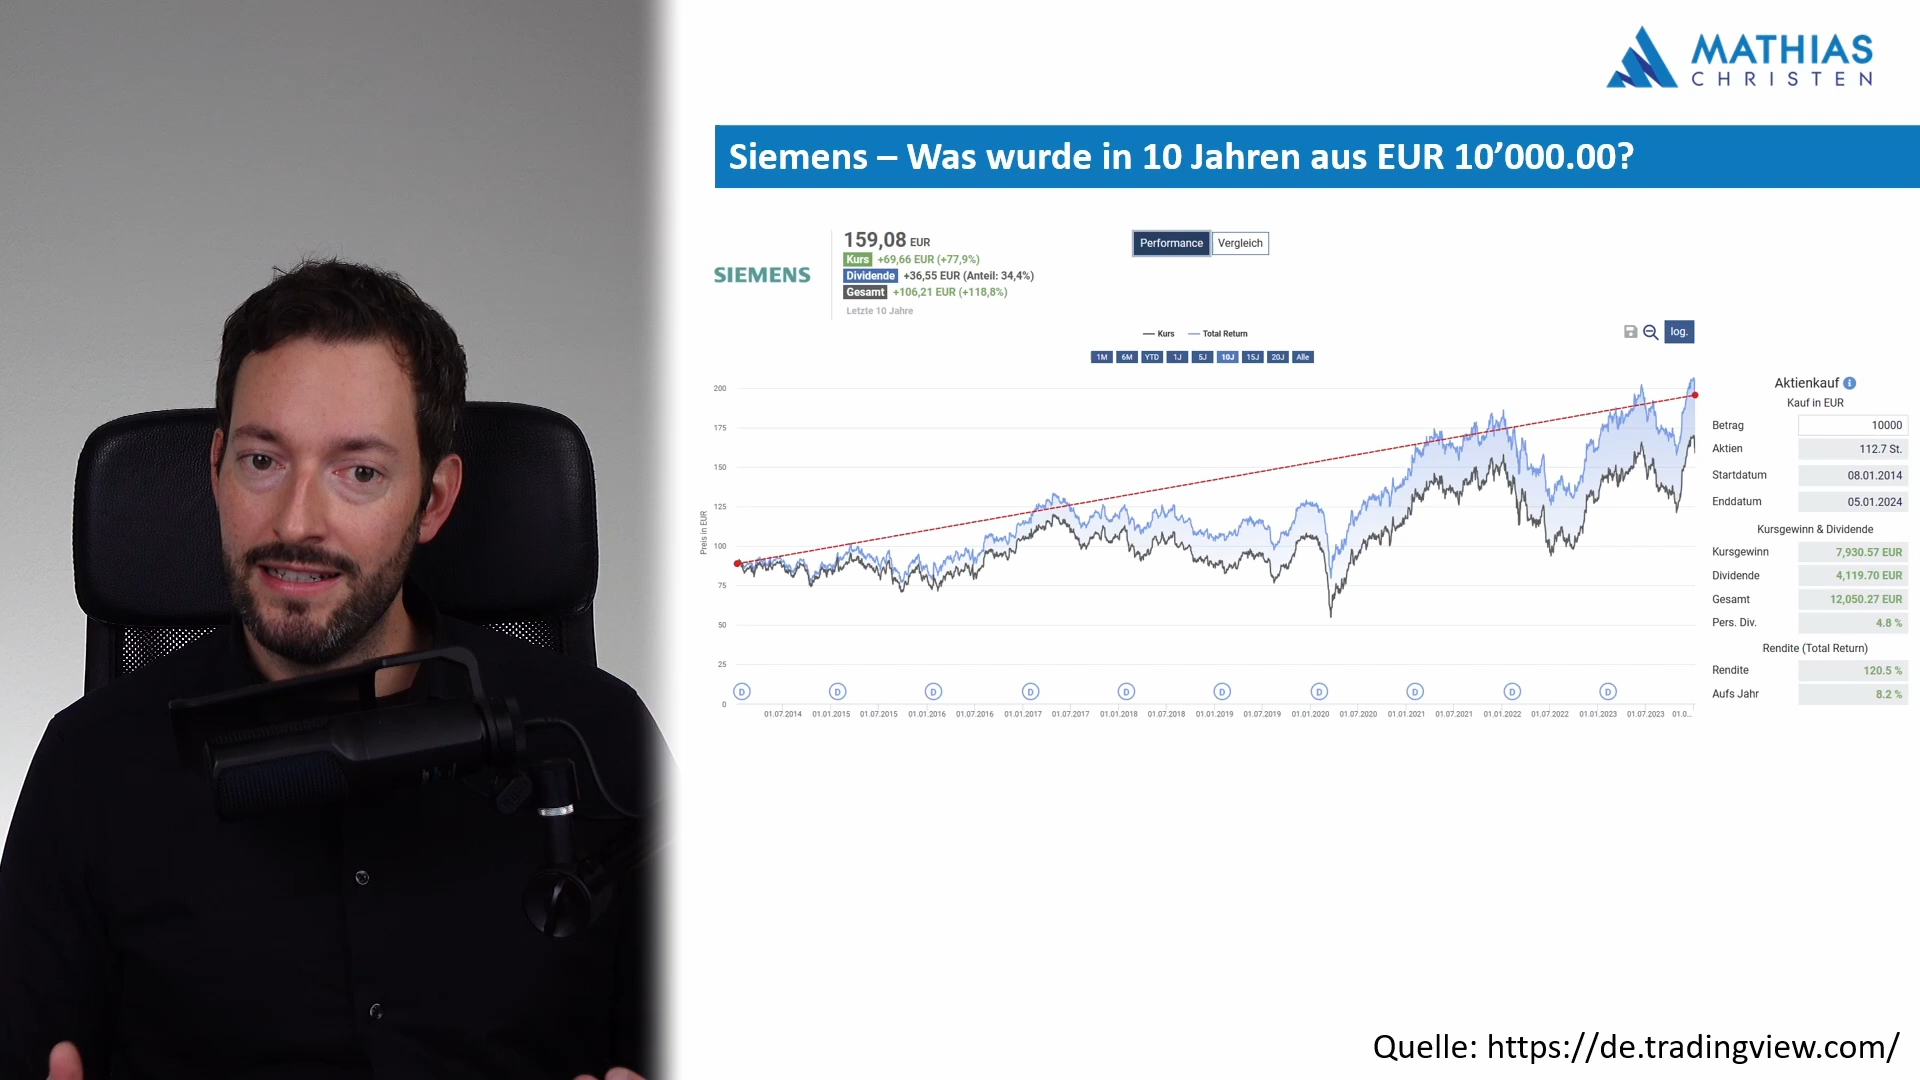 MATHIAS
CHRISTEN
Siemens – Was wurde in 10 Jahren aus EUR 10’000.00?
SIEMENS
159,08 EUR
Kurs +69,66 EUR (+77,9%)
Dividende +36,55 EUR (Anteil: 34,4%)
Gesamt +106,21 EUR (+118,8%)
Letzte 10 Jahre
Performance Vergleich
Kurs Total Return
log.
1M 6M YTD 1J 5J 10J 15J 20J Alle
Preis in EUR
200
175
150
125
100
75
50
25
0
D D D D D D D D D D
01.07.2014 01.01.2015 01.07.2015 01.01.2016 01.07.2016 01.01.2017 01.07.2017 01.01.2018 01.07.2018 01.01.2019 01.07.2019 01.01.2020 01.07.2020 01.01.2021 01.07.2021 01.01.2022 01.07.2022 01.01.2023 01.07.2023 01.0...
Aktienkauf i
Kauf in EUR
Betrag 10000
Aktien 112.7 St.
Startdatum 08.01.2014
Enddatum 05.01.2024
Kursgewinn & Dividende
Kursgewinn 7,930.57 EUR
Dividende 4,119.70 EUR
Gesamt 12,050.27 EUR
Pers. Div. 4.8 %
Rendite (Total Return)
Rendite 120.5 %
Aufs Jahr 8.2 %
Quelle: https://de.tradingview.com/